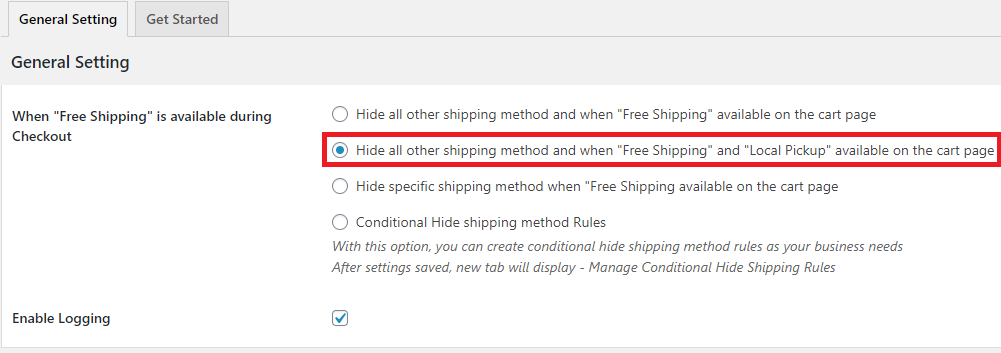 General Setting
Get Started
General Setting
When "Free Shipping" is available during
Checkout
Hide all other shipping method and when "Free Shipping" available on the cart page
Hide all other shipping method and when "Free Shipping" and "Local Pickup" available on the cart page
Hide specific shipping method when "Free Shipping available on the cart page
Conditional Hide shipping method Rules
With this option, you can create conditional hide shipping method rules as your business needs
After settings saved, new tab will display - Manage Conditional Hide Shipping Rules
Enable Logging